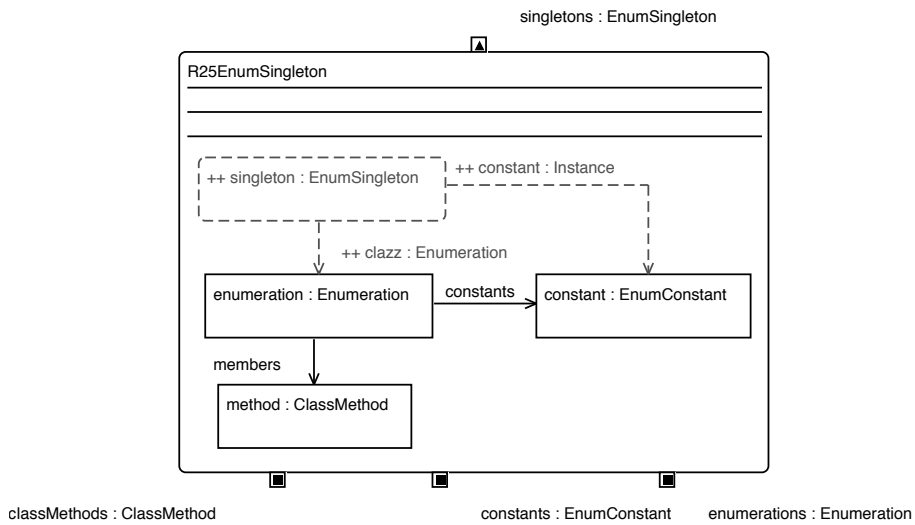 singletons : EnumSingleton
R25EnumSingleton
++ singleton : EnumSingleton
++ constant : Instance
++ clazz : Enumeration
enumeration : Enumeration
constants
constant : EnumConstant
members
method : ClassMethod
classMethods : ClassMethod
constants : EnumConstant
enumerations : Enumeration